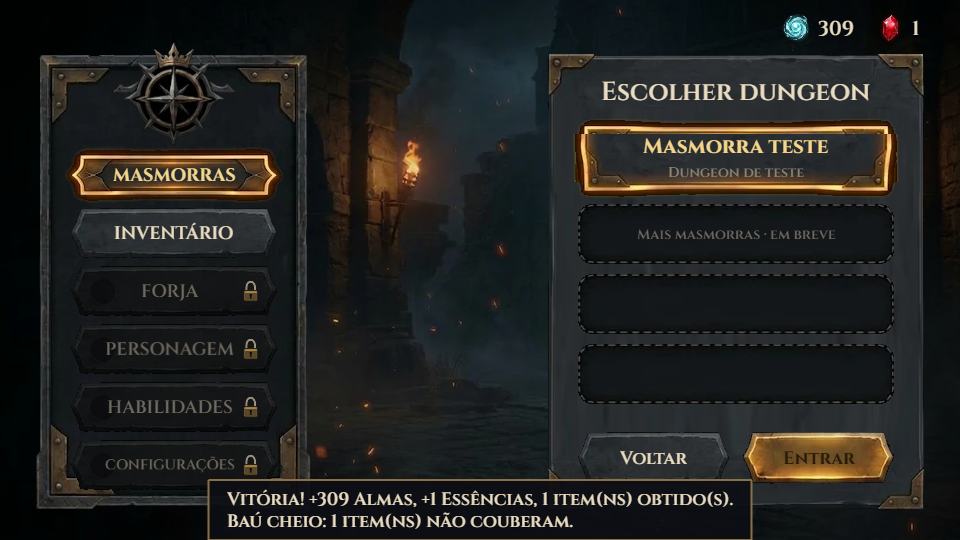 309
1
MASMORRAS
INVENTÁRIO
FORJA
PERSONAGEM
HABILIDADES
CONFIGURAÇÕES
ESCOLHER DUNGEON
MASMORRA TESTE
DUNGEON DE TESTE
MAIS MASMORRAS · EM BREVE
VOLTAR
ENTRAR
VITÓRIA! +309 ALMAS, +1 ESSÊNCIAS, 1 ITEM(NS) OBTIDO(S).
BAÚ CHEIO: 1 ITEM(NS) NÃO COUBERAM.